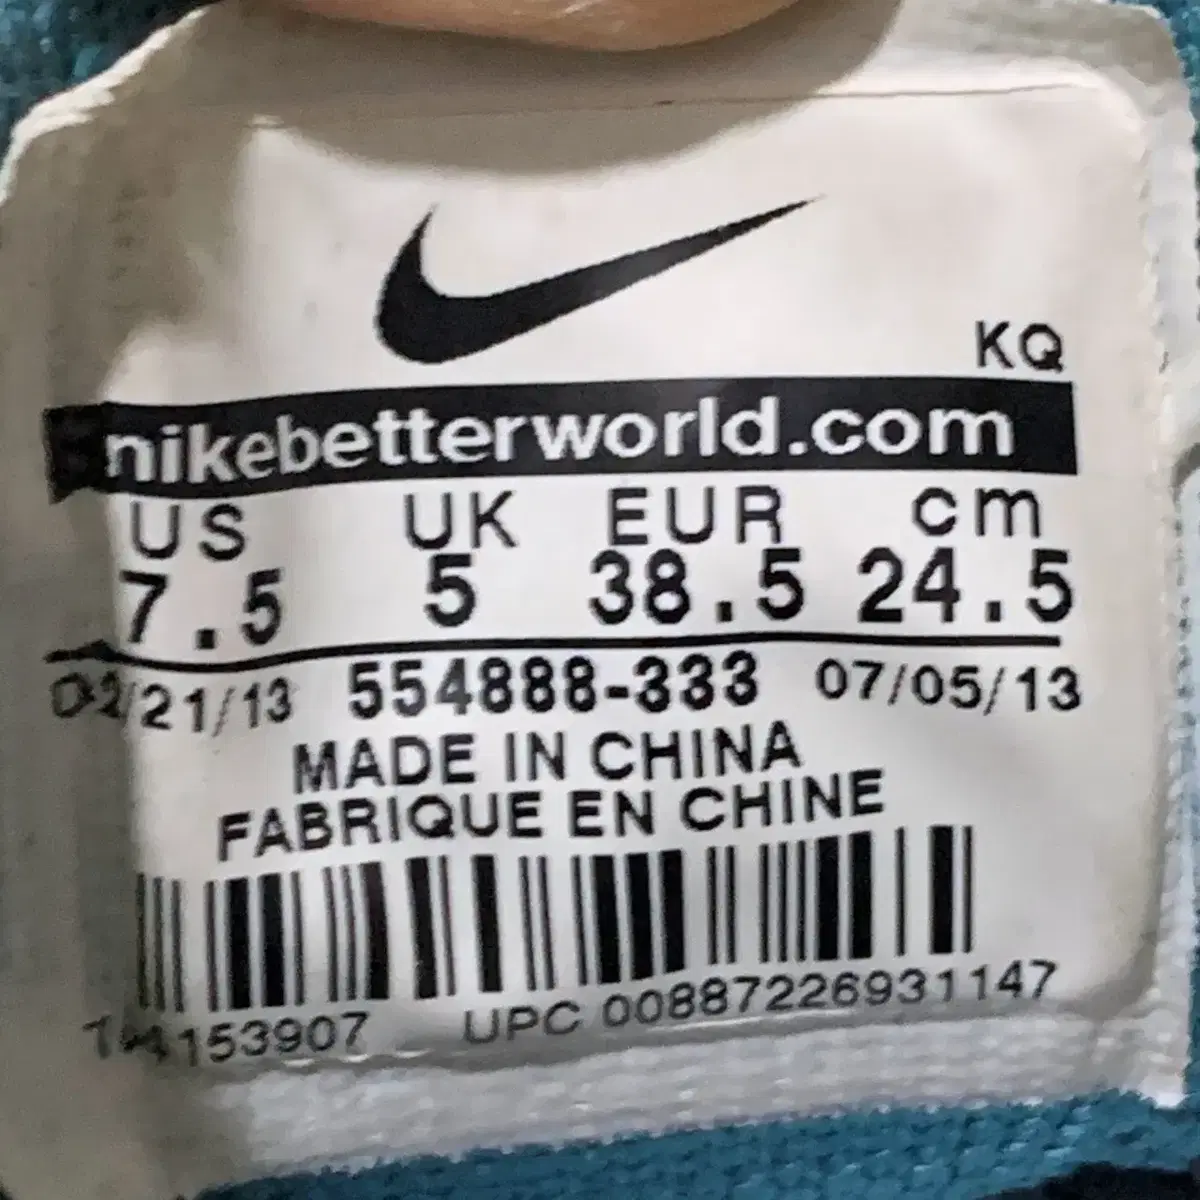 KQ
nikebetterworld.com
US UK EUR cm
7.5 5 38.5 24.5
02/21/13 554888-333 07/05/13
MADE IN CHINA
FABRIQUE EN CHINE
UPC 00887226931147